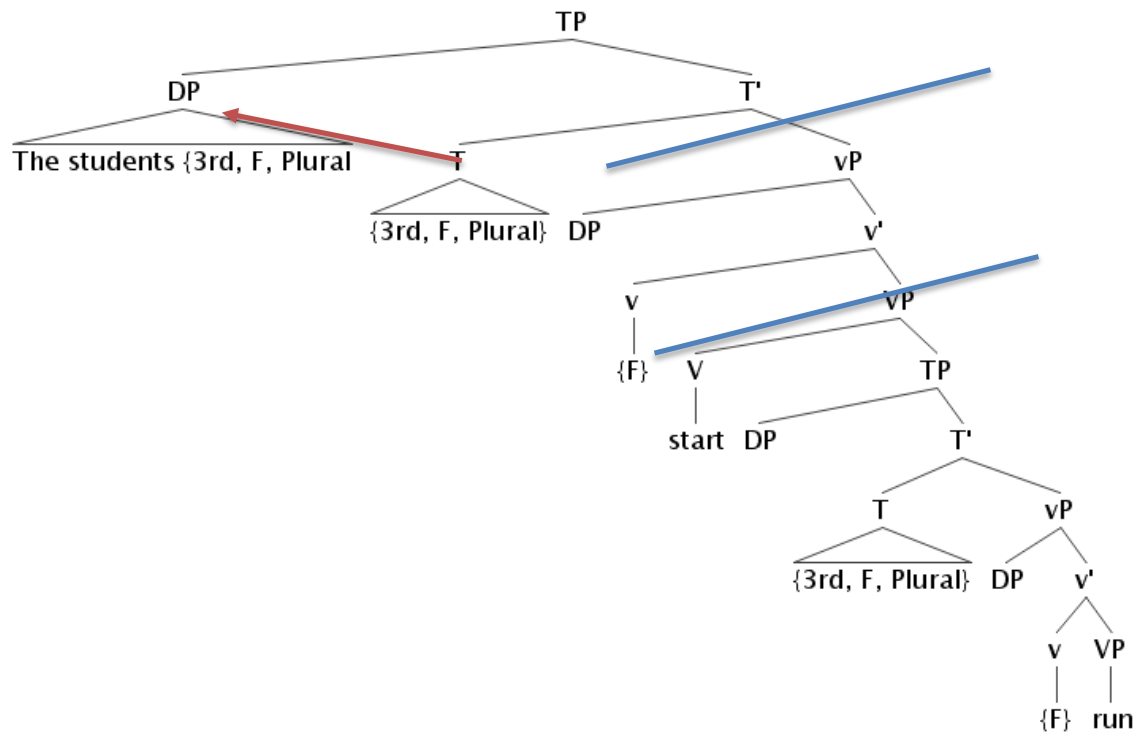 TP
DP T'
The students {3rd, F, Plural T vP
{3rd, F, Plural} DP v'
v VP
{F} V TP
start DP T'
T vP
{3rd, F, Plural} DP v'
v VP
{F} run